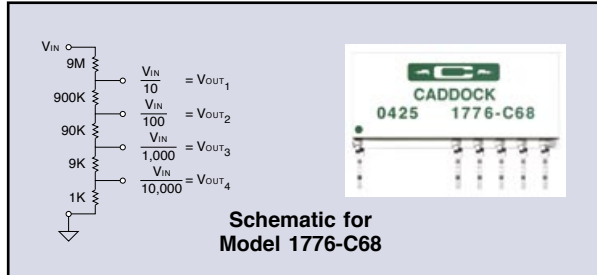 VIN
9M
VIN
10
= VOUT1
900K
VIN
100
= VOUT2
90K
VIN
1,000
= VOUT3
9K
VIN
10,000
= VOUT4
1K
C
CADDOCK
0425 1776-C68
Schematic for
Model 1776-C68